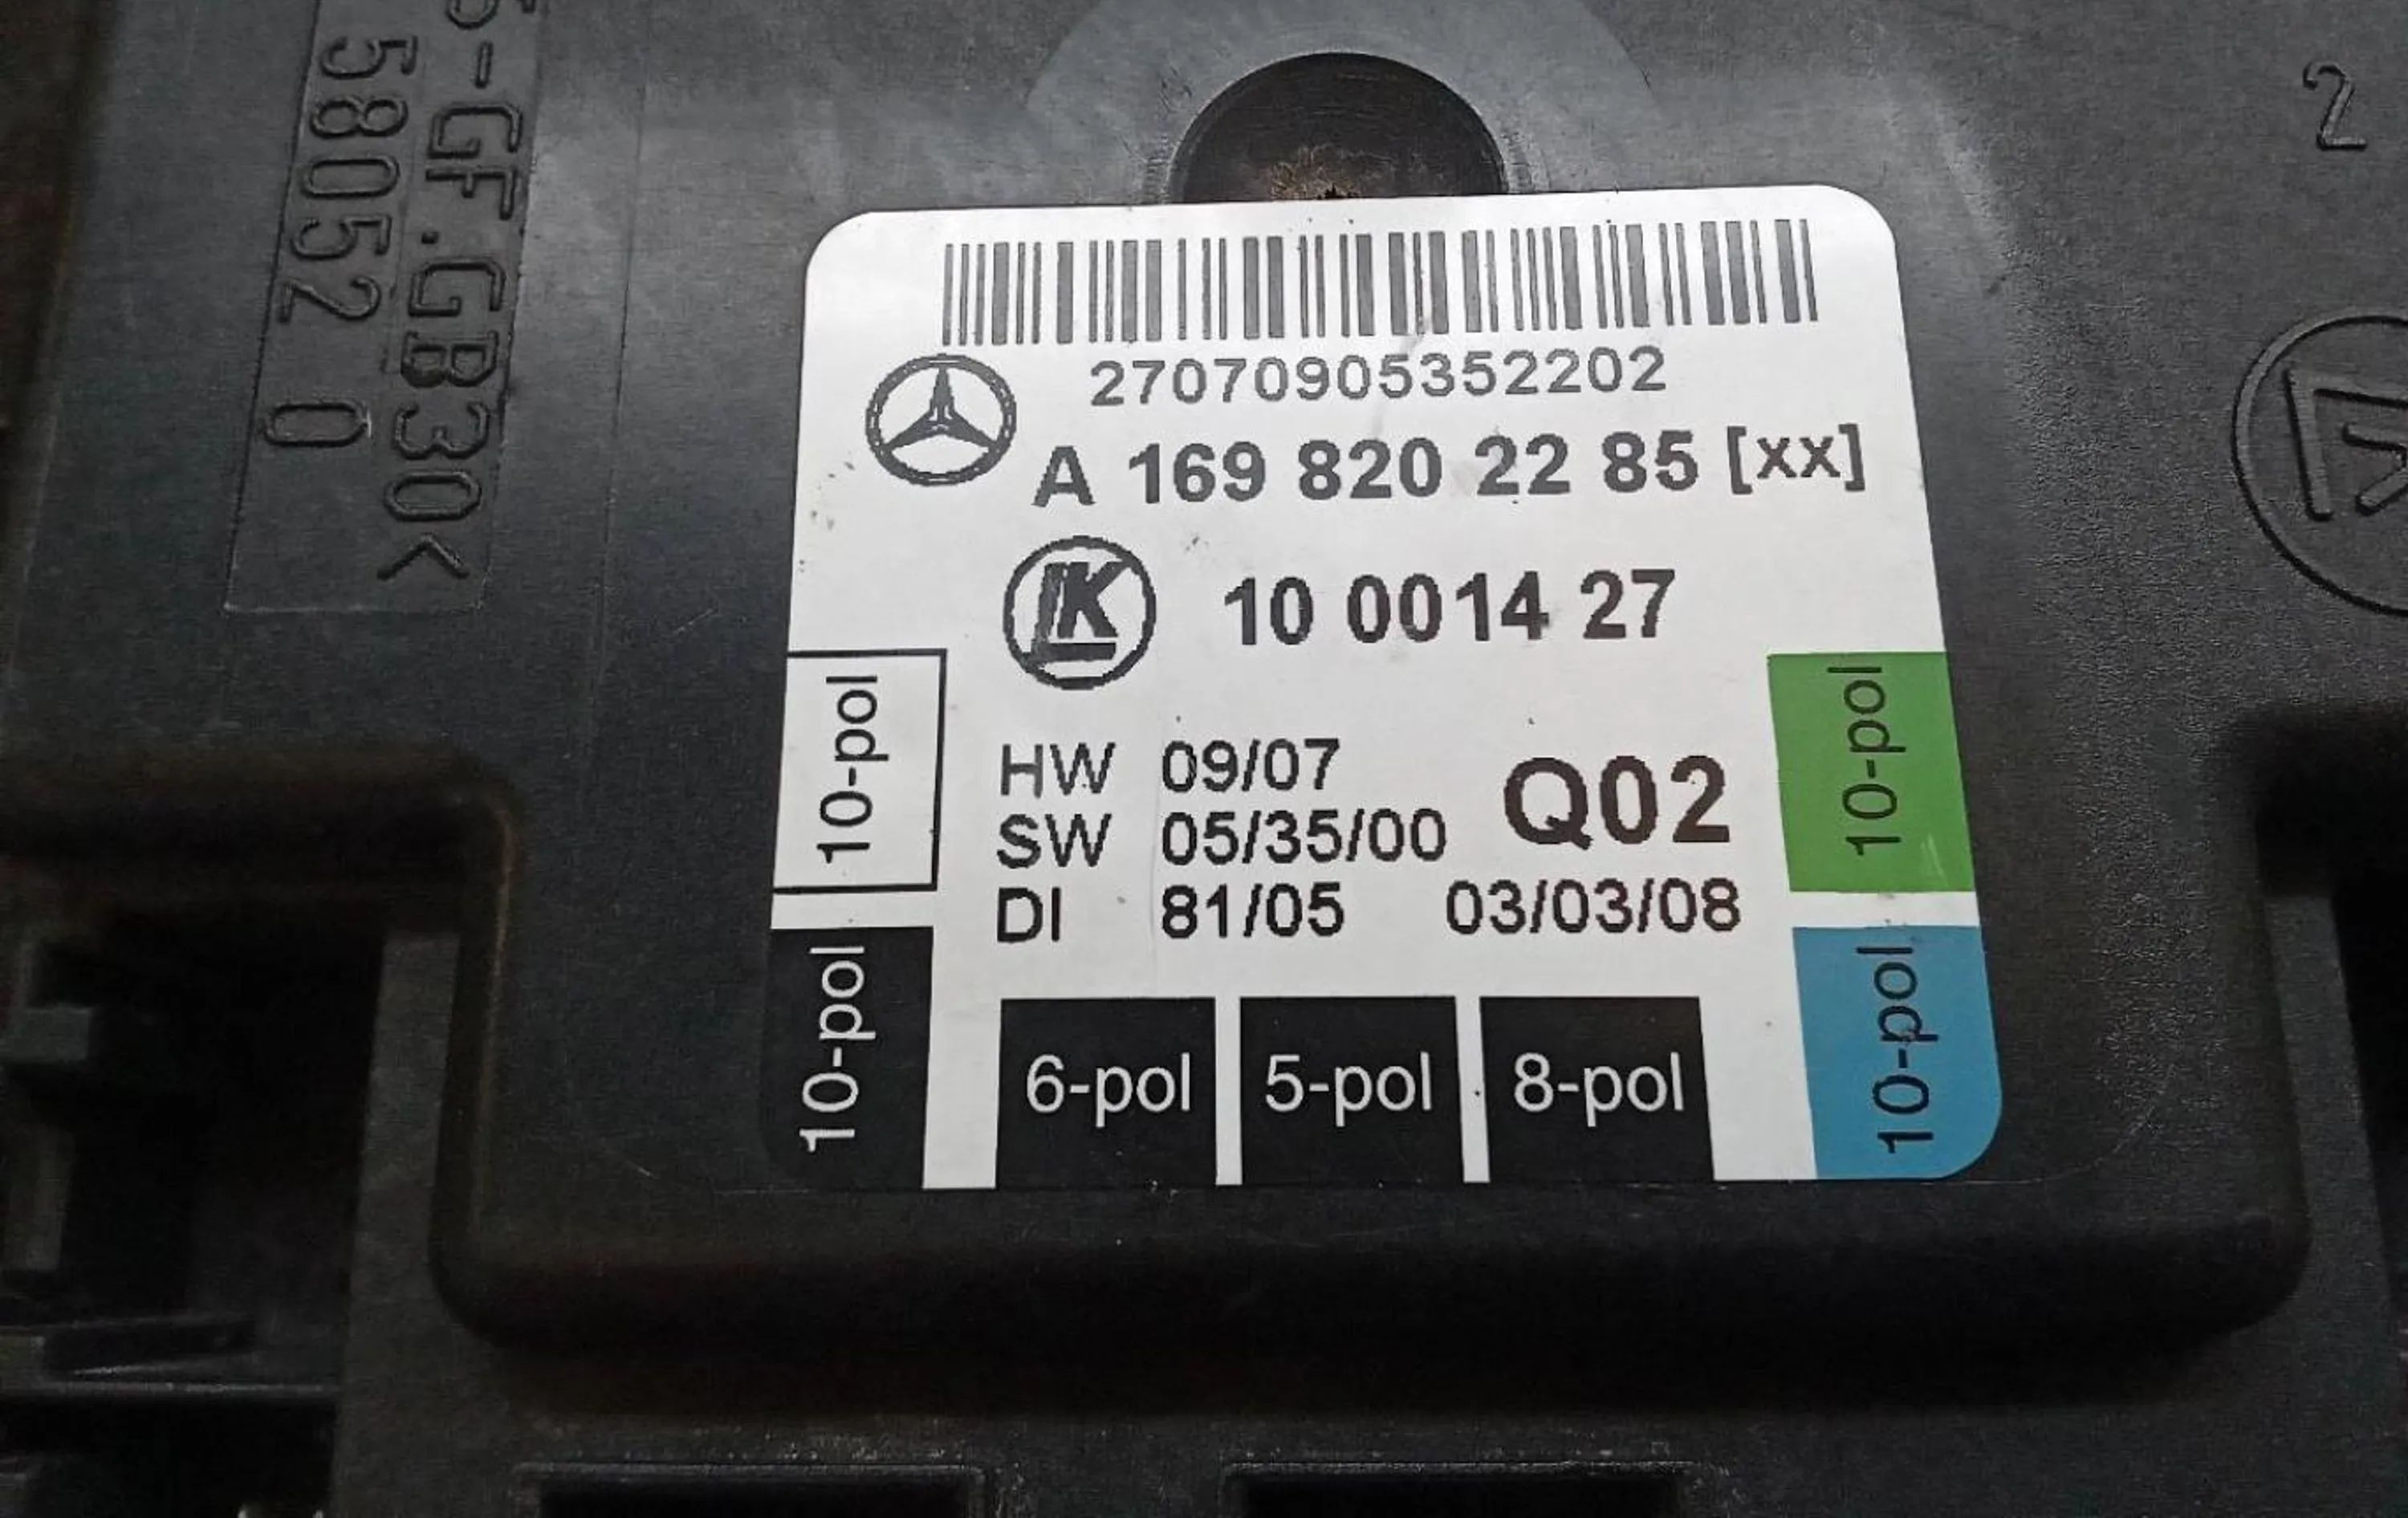 -GF.GB30<
58052 0
2
27070905352202
A 169 820 22 85 [xx]
LK 10 0014 27
10-pol
10-pol
HW 09/07
Q02
SW 05/35/00
DI 81/05 03/03/08
10-pol
10-pol
6-pol 5-pol 8-pol